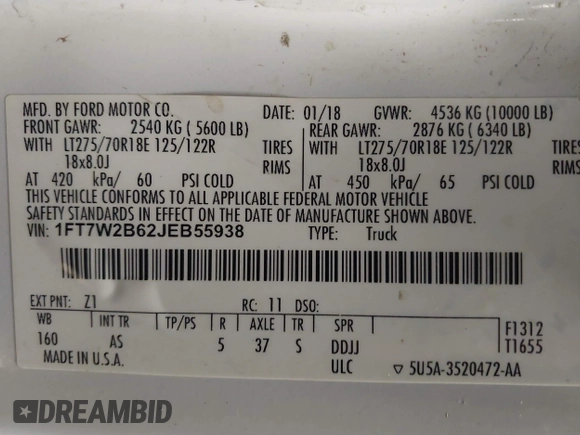 MFD. BY FORD MOTOR CO. DATE: 01/18 GVWR: 4536 KG (10000 LB)
FRONT GAWR: 2540 KG ( 5600 LB) REAR GAWR: 2876 KG ( 6340 LB)
WITH LT275/70R18E 125/122R TIRES WITH LT275/70R18E 125/122R TIRES
18x8.0J RIMS 18x8.0J RIMS
AT 420 kPa/ 60 PSI COLD AT 450 kPa/ 65 PSI COLD
THIS VEHICLE CONFORMS TO ALL APPLICABLE FEDERAL MOTOR VEHICLE
SAFETY STANDARDS IN EFFECT ON THE DATE OF MANUFACTURE SHOWN ABOVE.
VIN: 1FT7W2B62JEB55938 TYPE: Truck
EXT PNT: Z1 RC: 11 DSO:
WB INT TR TP/PS R AXLE TR SPR F1312
160 AS 5 37 S DDJJ T1655
MADE IN U.S.A. ULC ▽ 5U5A-3520472-AA
DREAMBID